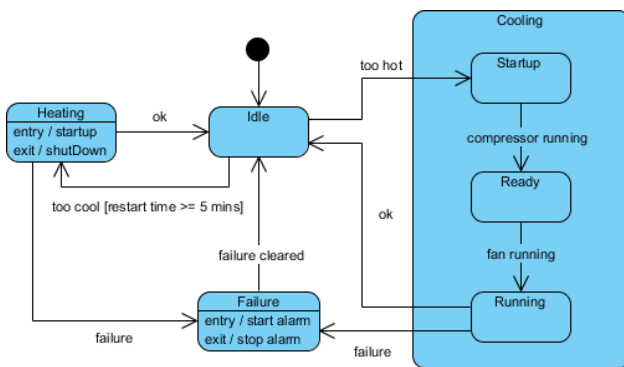 Cooling
too hot
Startup
Heating
entry / startup
exit / shutDown
ok
Idle
compressor running
Ready
too cool [restart time >= 5 mins]
ok
failure cleared
fan running
Failure
entry / start alarm
exit / stop alarm
Running
failure
failure